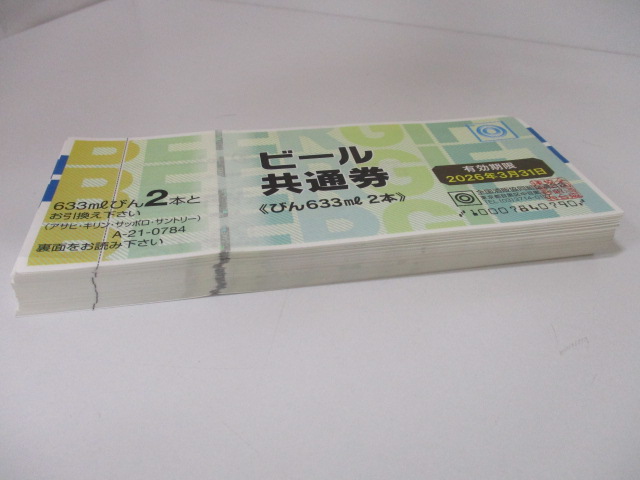 BEERGIFT
633mlびん2本と
お引換え下さい
(アサヒ・キリン・サッポロ・サントリー)
A-21-0784
裏面をお読み下さい
ビール
共通券
《びん633ml 2本》
有効期限
2026年3月31日